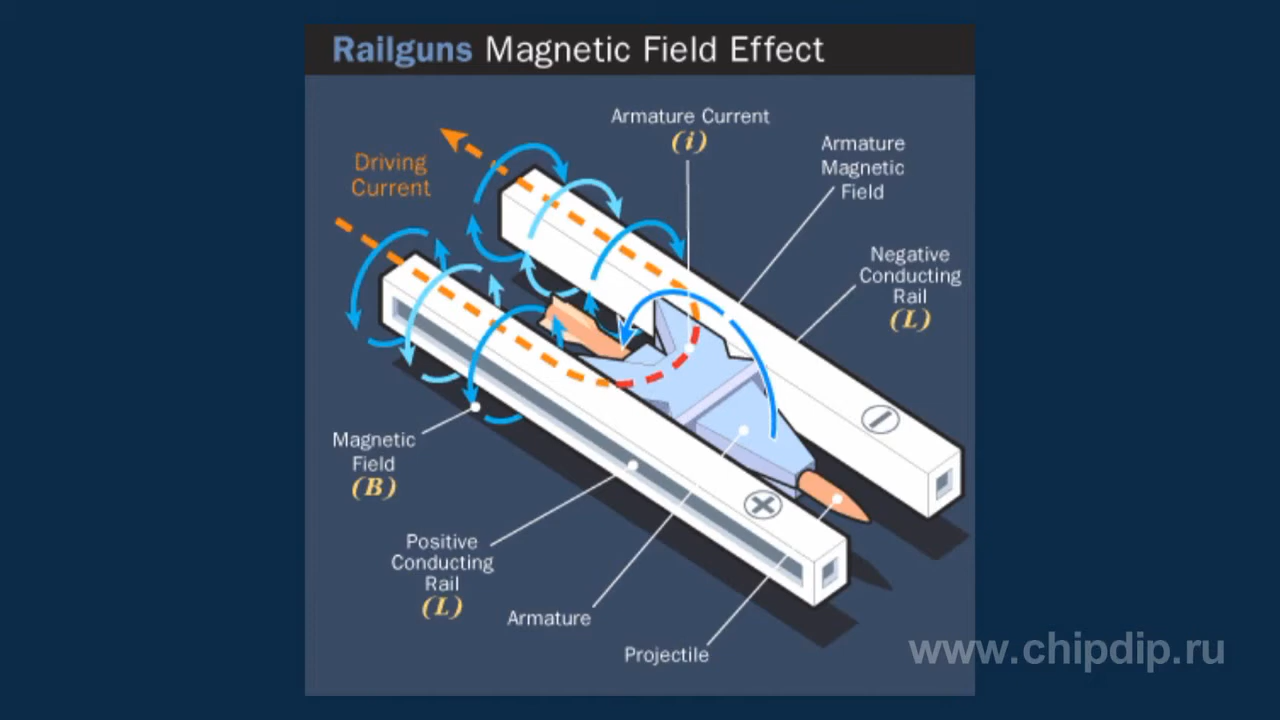 Railguns Magnetic Field Effect
Armature Current
(i)
Armature
Magnetic
Field
Driving
Current
Negative
Conducting
Rail
(L)
Magnetic
Field
(B)
Positive
Conducting
Rail
(L)
Armature
Projectile
www.chipdip.ru